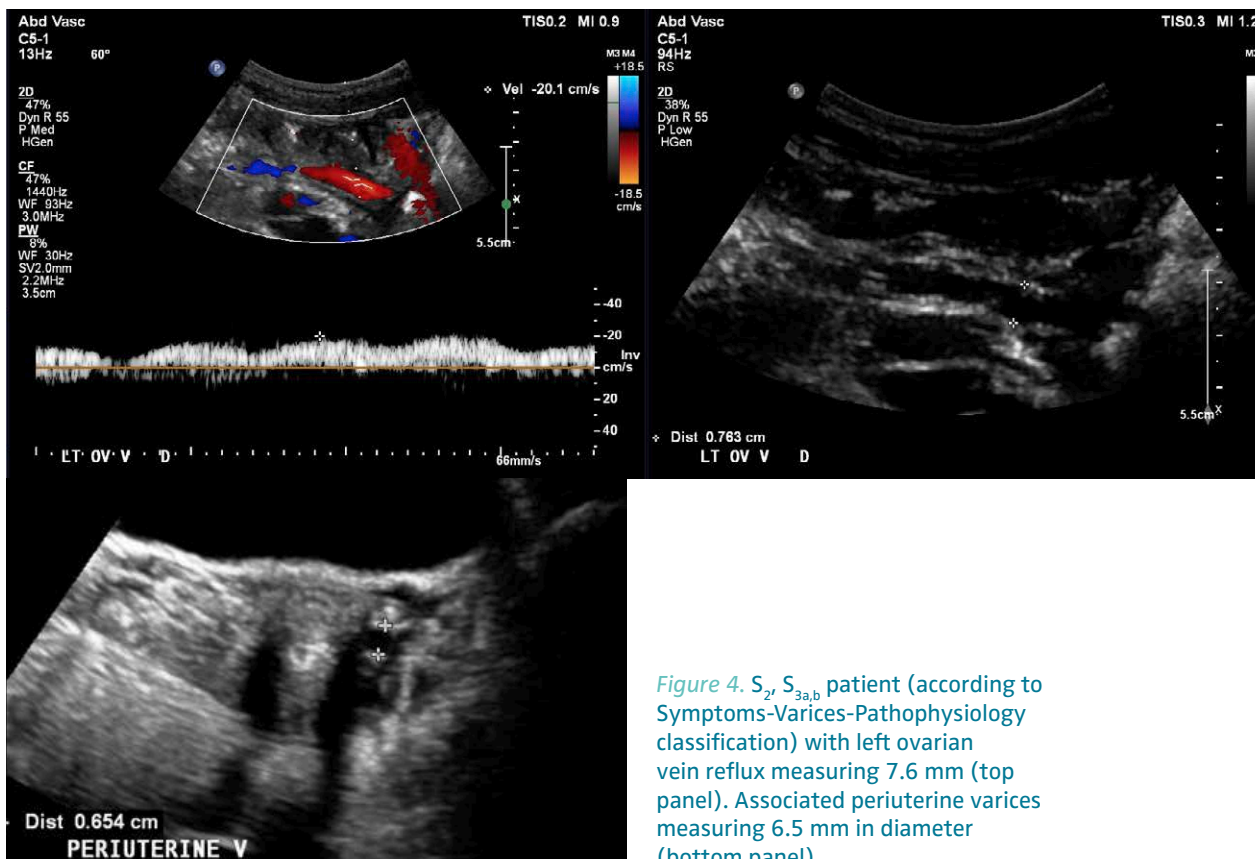 Abd Vasc
C5-1
13Hz 60°
TIS0.2 MI 0.9
M3 M4
+18.5
Vel -20.1 cm/s
2D
47%
Dyn R 55
P Med
HGen
CF
47%
1440Hz
WF 93Hz
3.0MHz
PW
8%
WF 30Hz
SV2.0mm
2.2MHz
3.5cm
P
-18.5
cm/s
x
5.5cm
-40
-20
Inv
cm/s
20
40
LT OV V D
66mm/s
Abd Vasc
C5-1
94Hz
RS
TIS0.3 MI 1.2
2D
38%
Dyn R 55
P Low
HGen
P
5.5cm
x
Dist 0.763 cm
LT OV V D
Dist 0.654 cm
PERIUTERINE V
Figure 4. S2, S3a,b patient (according to
Symptoms-Varices-Pathophysiology
classification) with left ovarian
vein reflux measuring 7.6 mm (top
panel). Associated periuterine varices
measuring 6.5 mm in diameter
(bottom panel)